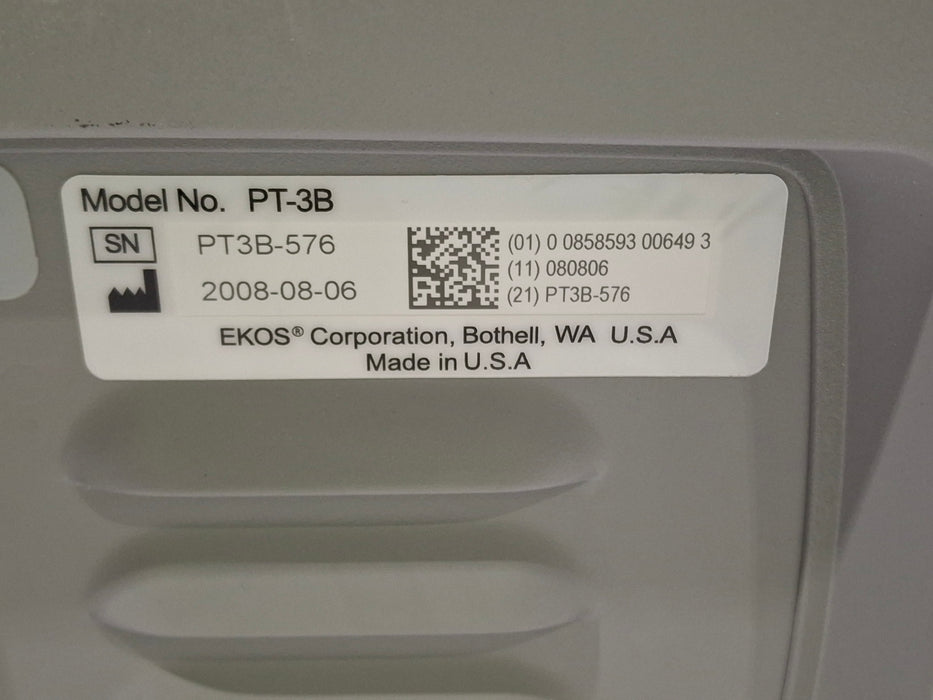 Model No. PT-3B
SN PT3B-576
2008-08-06
(01) 0 0858593 00649 3
(11) 080806
(21) PT3B-576
EKOS® Corporation, Bothell, WA U.S.A
Made in U.S.A